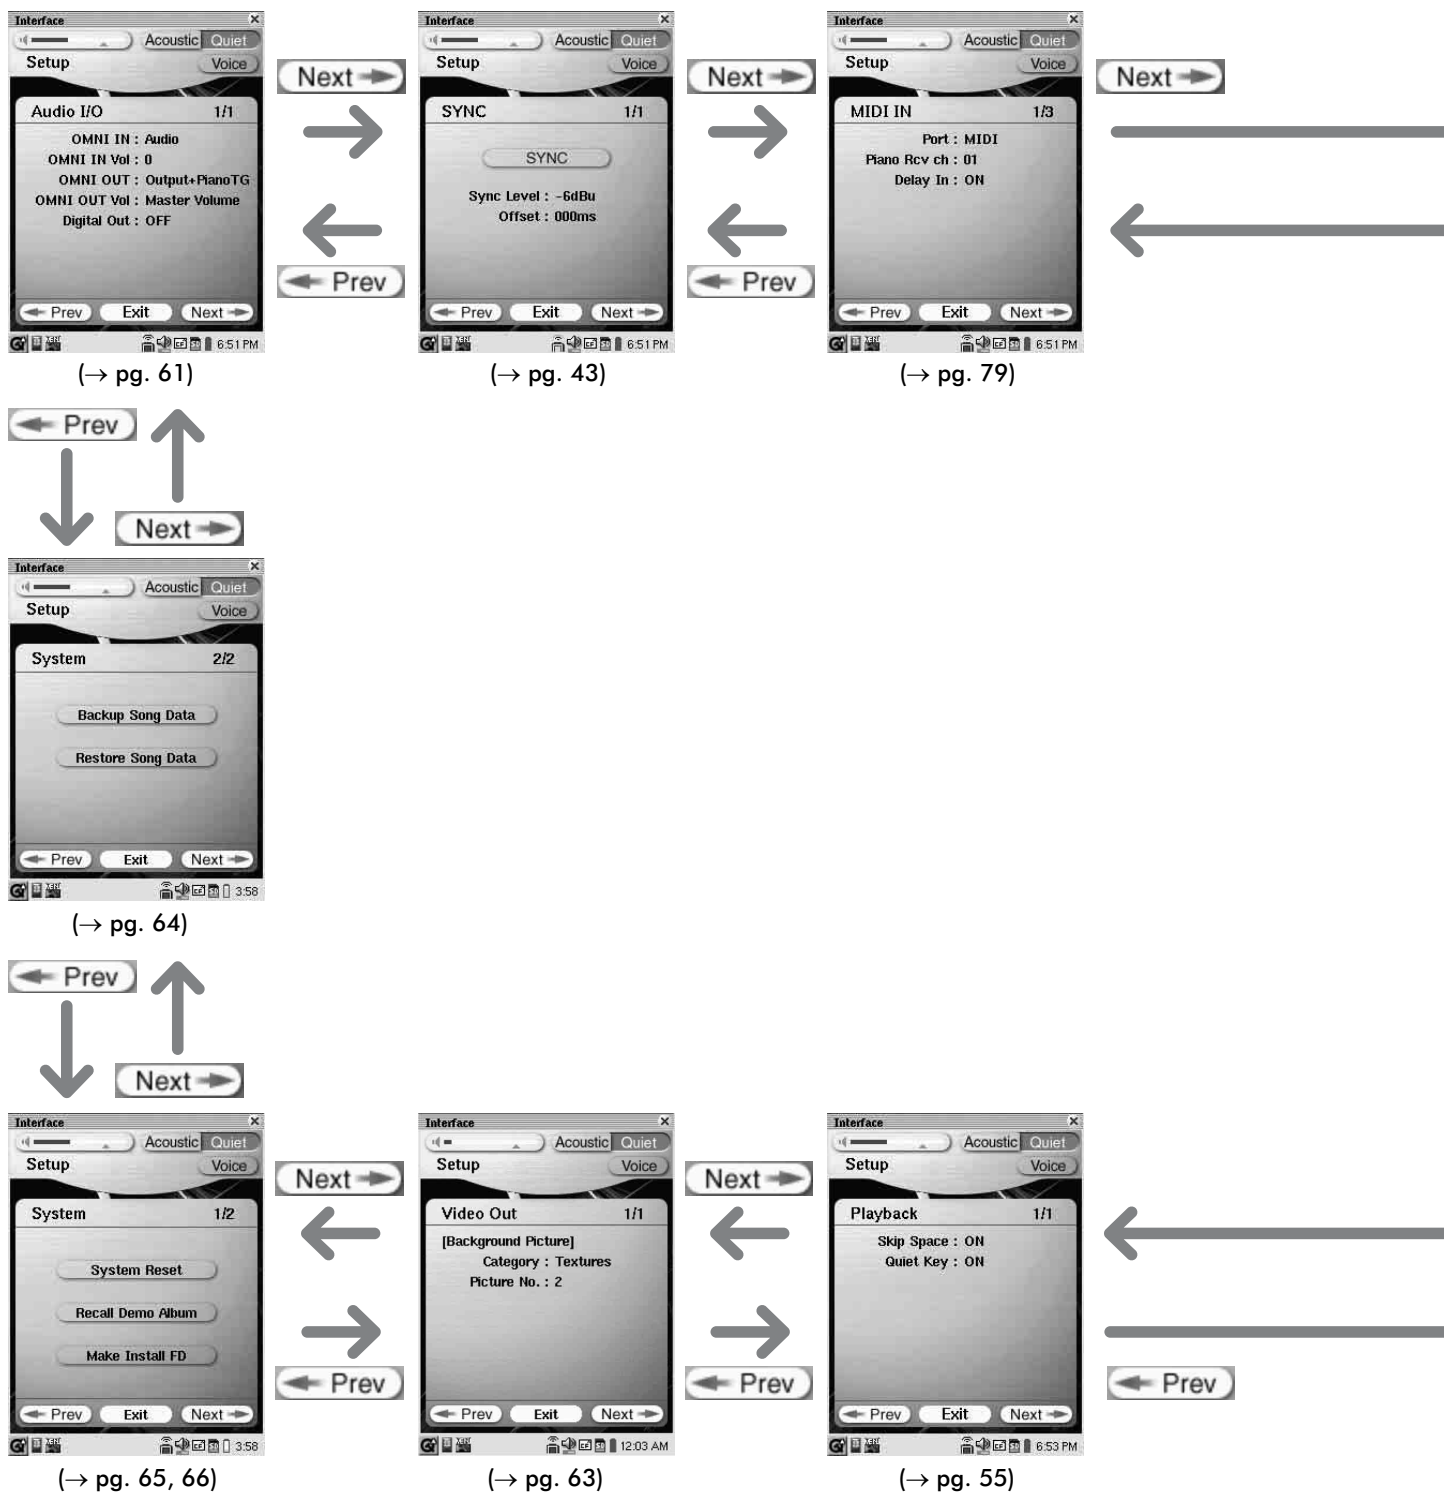 Interface
Acoustic Quiet
Setup Voice
Audio I/O 1/1
OMNI IN : Audio
OMNI IN Vol : 0
OMNI OUT : Output+PianoTG
OMNI OUT Vol : Master Volume
Digital Out : OFF
Prev Exit Next
6:51 PM
(→ pg. 61)
Next
Prev
Interface
Acoustic Quiet
Setup Voice
SYNC 1/1
SYNC
Sync Level : -6dBu
Offset : 000ms
Prev Exit Next
6:51 PM
(→ pg. 43)
Next
Prev
Interface
Acoustic Quiet
Setup Voice
MIDI IN 1/3
Port : MIDI
Piano Rcv ch : 01
Delay In : ON
Prev Exit Next
6:51 PM
(→ pg. 79)
Next
Prev
Next
Interface
Acoustic Quiet
Setup Voice
System 2/2
Backup Song Data
Restore Song Data
Prev Exit Next
3:58
(→ pg. 64)
Prev
Next
Interface
Acoustic Quiet
Setup Voice
System 1/2
System Reset
Recall Demo Album
Make Install FD
Prev Exit Next
3:58
(→ pg. 65, 66)
Next
Prev
Interface
Acoustic Quiet
Setup Voice
Video Out 1/1
[Background Picture]
Category : Textures
Picture No. : 2
Prev Exit Next
12:03 AM
(→ pg. 63)
Next
Prev
Interface
Acoustic Quiet
Setup Voice
Playback 1/1
Skip Space : ON
Quiet Key : ON
Prev Exit Next
6:53 PM
(→ pg. 55)
Prev